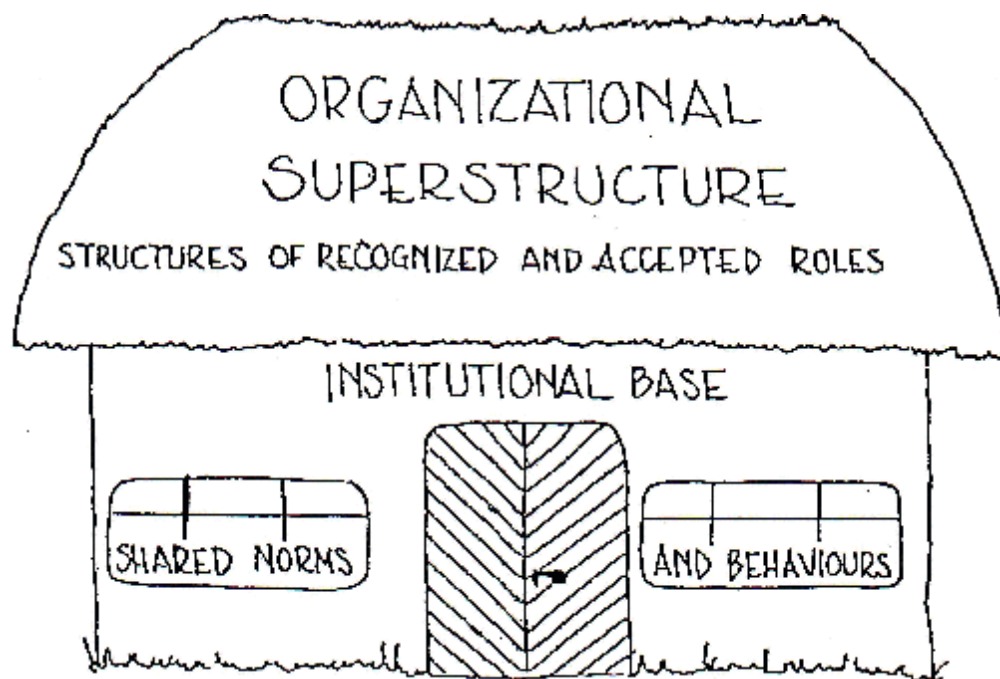 ORGANIZATIONAL
SUPERSTRUCTURE
STRUCTURES OF RECOGNIZED AND ACCEPTED ROLES
INSTITUTIONAL BASE
SHARED NORMS
AND BEHAVIOURS